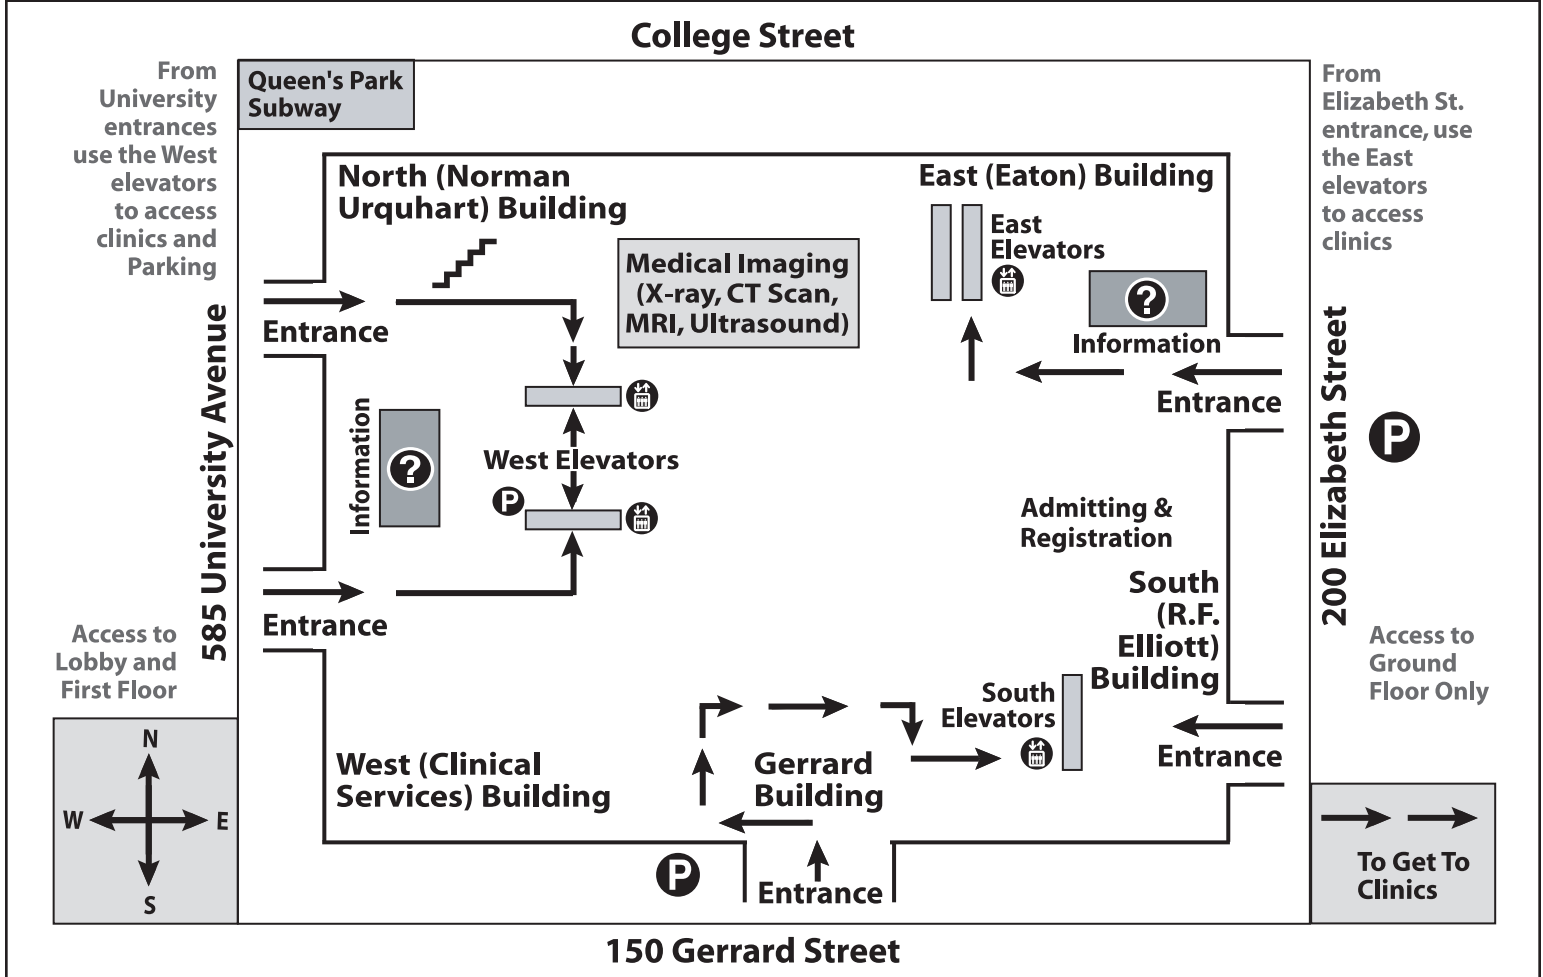 College Street
From
University
entrances
use the West
elevators
to access
clinics and
Parking
Queen's Park
Subway
From
Elizabeth St.
entrance, use
the East
elevators
to access
clinics
North (Norman
Urquhart) Building
East (Eaton) Building
East
Elevators
Medical Imaging
(X-ray, CT Scan,
MRI, Ultrasound)
?
Information
Entrance
Entrance
585 University Avenue
Information
?
West Elevators
P
200 Elizabeth Street
P
Admitting &
Registration
South
(R.F.
Elliott)
Building
Entrance
Access to
Lobby and
First Floor
Access to
Ground
Floor Only
South
Elevators
Entrance
West (Clinical
Services) Building
Gerrard
Building
N
W E
S
P
Entrance
To Get To
Clinics
150 Gerrard Street